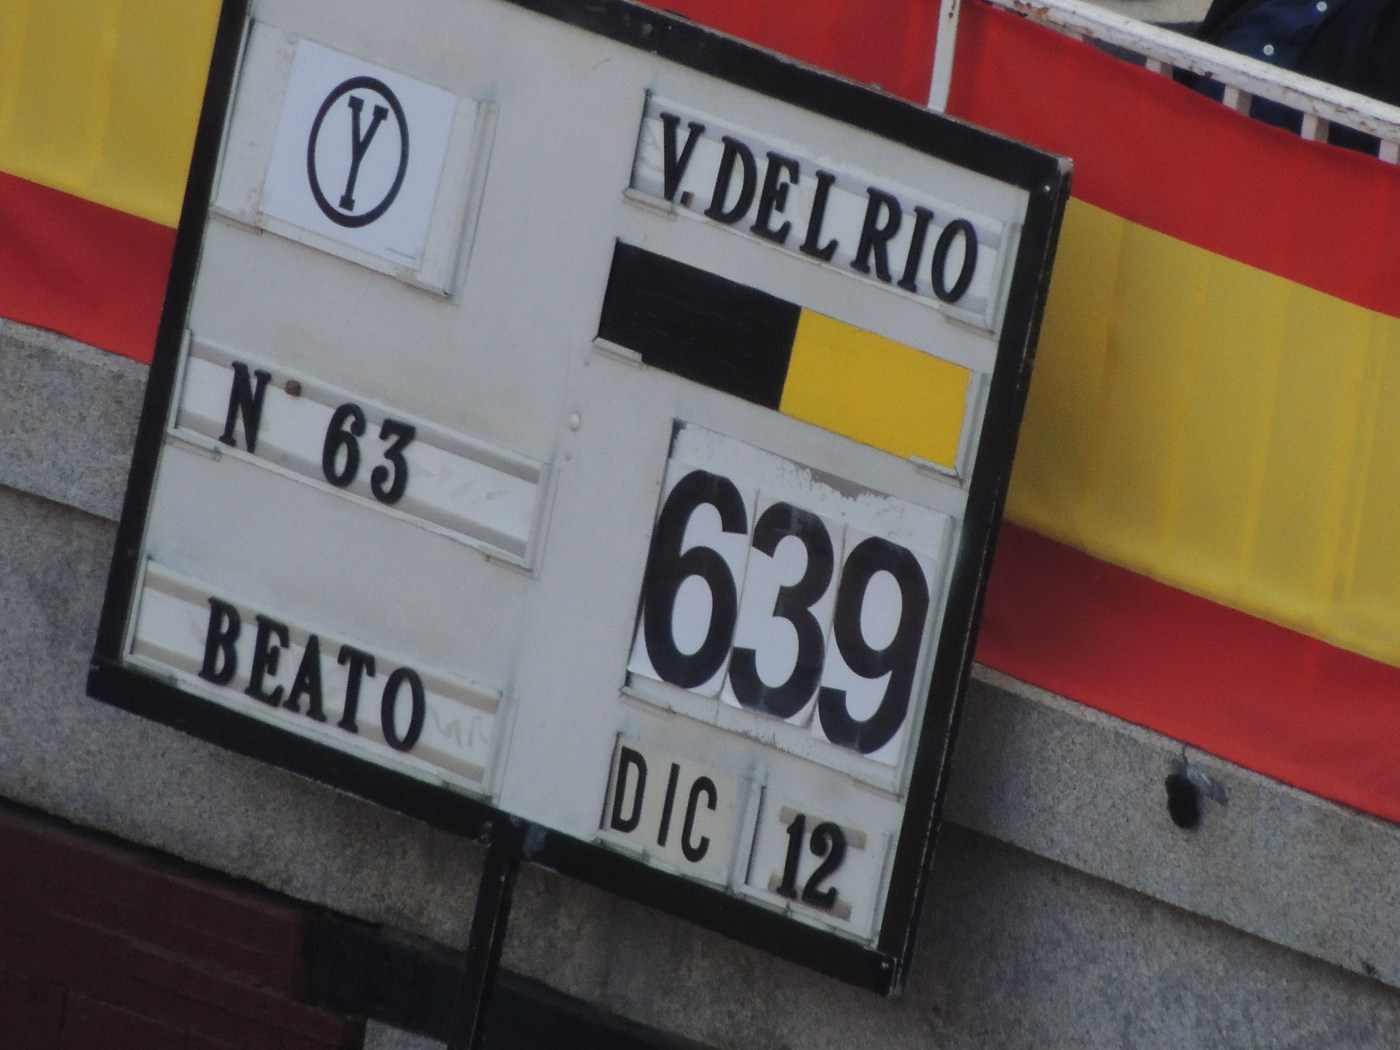 Y
N· 63
BEATO
V. DEL RIO
639
DIC 12